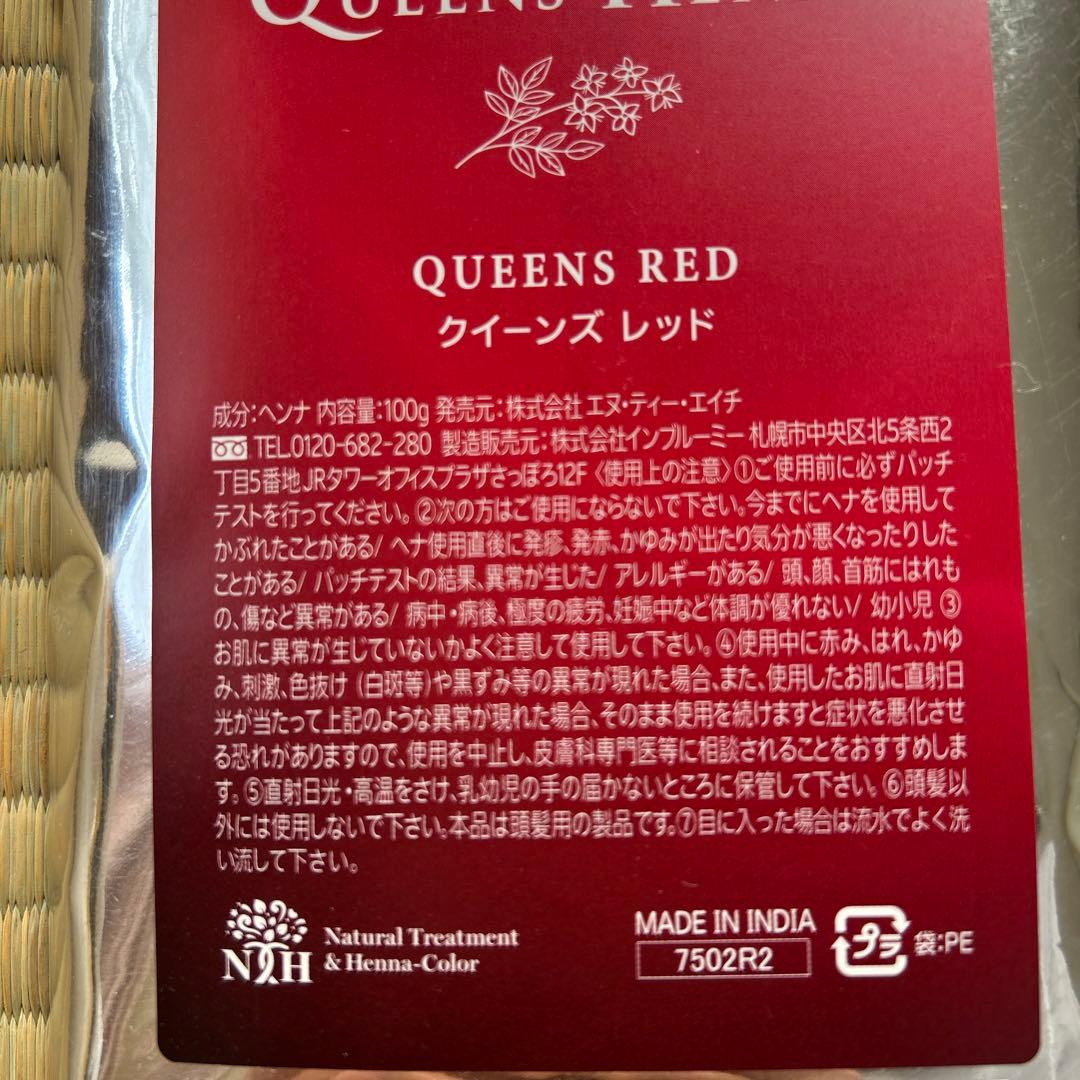 QUEENS HEN
QUEENS RED
クイーンズ レッド
成分:ヘンナ 内容量:100g 発売元:株式会社 エヌ・ティー・エイチ
TEL.0120-682-280 製造販売元:株式会社インブルーミー 札幌市中央区北5条西2
丁目5番地JRタワーオフィスプラザさっぽろ12F 〈使用上の注意〉①ご使用前に必ずパッチ
テストを行ってください。②次の方はご使用にならないで下さい。今までにヘナを使用して
かぶれたことがある/ ヘナ使用直後に発疹、発赤、かゆみが出たり気分が悪くなったりした
ことがある/ パッチテストの結果、異常が生じた/ アレルギーがある/ 頭、顔、首筋にはれも
の、傷など異常がある/ 病中・病後、極度の疲労、妊娠中など体調が優れない/ 幼小児 ③
お肌に異常が生じていないかよく注意して使用して下さい。④使用中に赤み、はれ、かゆ
み、刺激、色抜け (白斑等)や黒ずみ等の異常が現れた場合、また、使用したお肌に直射日
光が当たって上記のような異常が現れた場合、そのまま使用を続けますと症状を悪化させ
る恐れがありますので、使用を中止し、皮膚科専門医等に相談されることをおすすめしま
す。⑤直射日光・高温をさけ、乳幼児の手の届かないところに保管して下さい。⑥頭髪以
外には使用しないで下さい。本品は頭髪用の製品です。⑦目に入った場合は流水でよく洗
い流して下さい。
NTH
Natural Treatment
& Henna-Color
MADE IN INDIA
7502R2
プラ
袋:PE